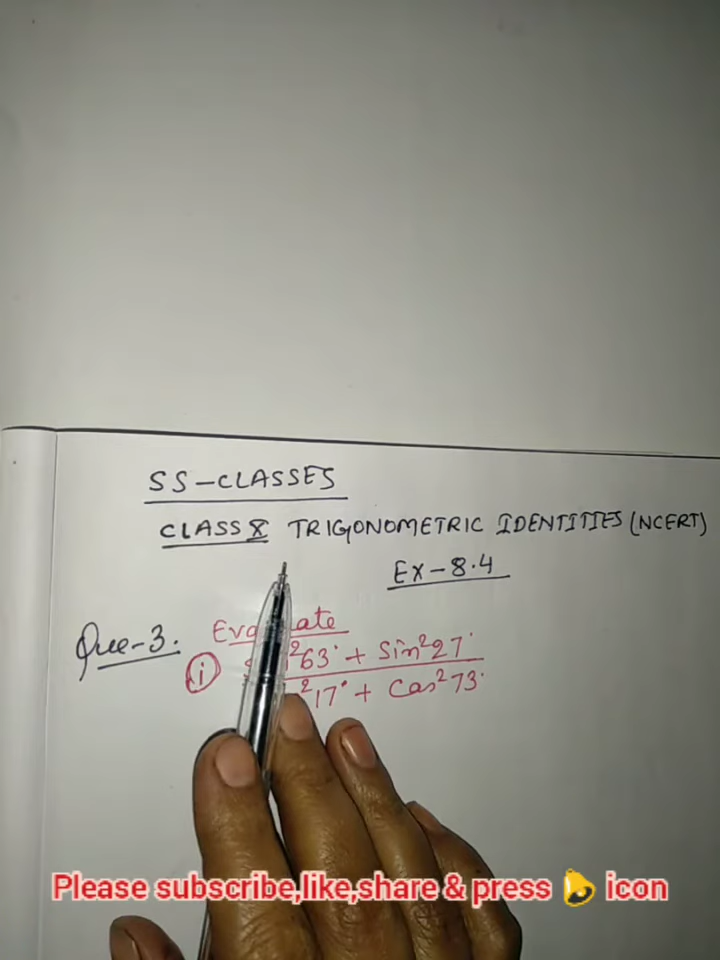 SS-CLASSES
CLASS X TRIGONOMETRIC IDENTITIES (NCERT)
Ex-8.4
Que-3.
i ²63° + Sin²27°
²17° + Cos²73°
Please subscribe,like,share & press 🔔 icon